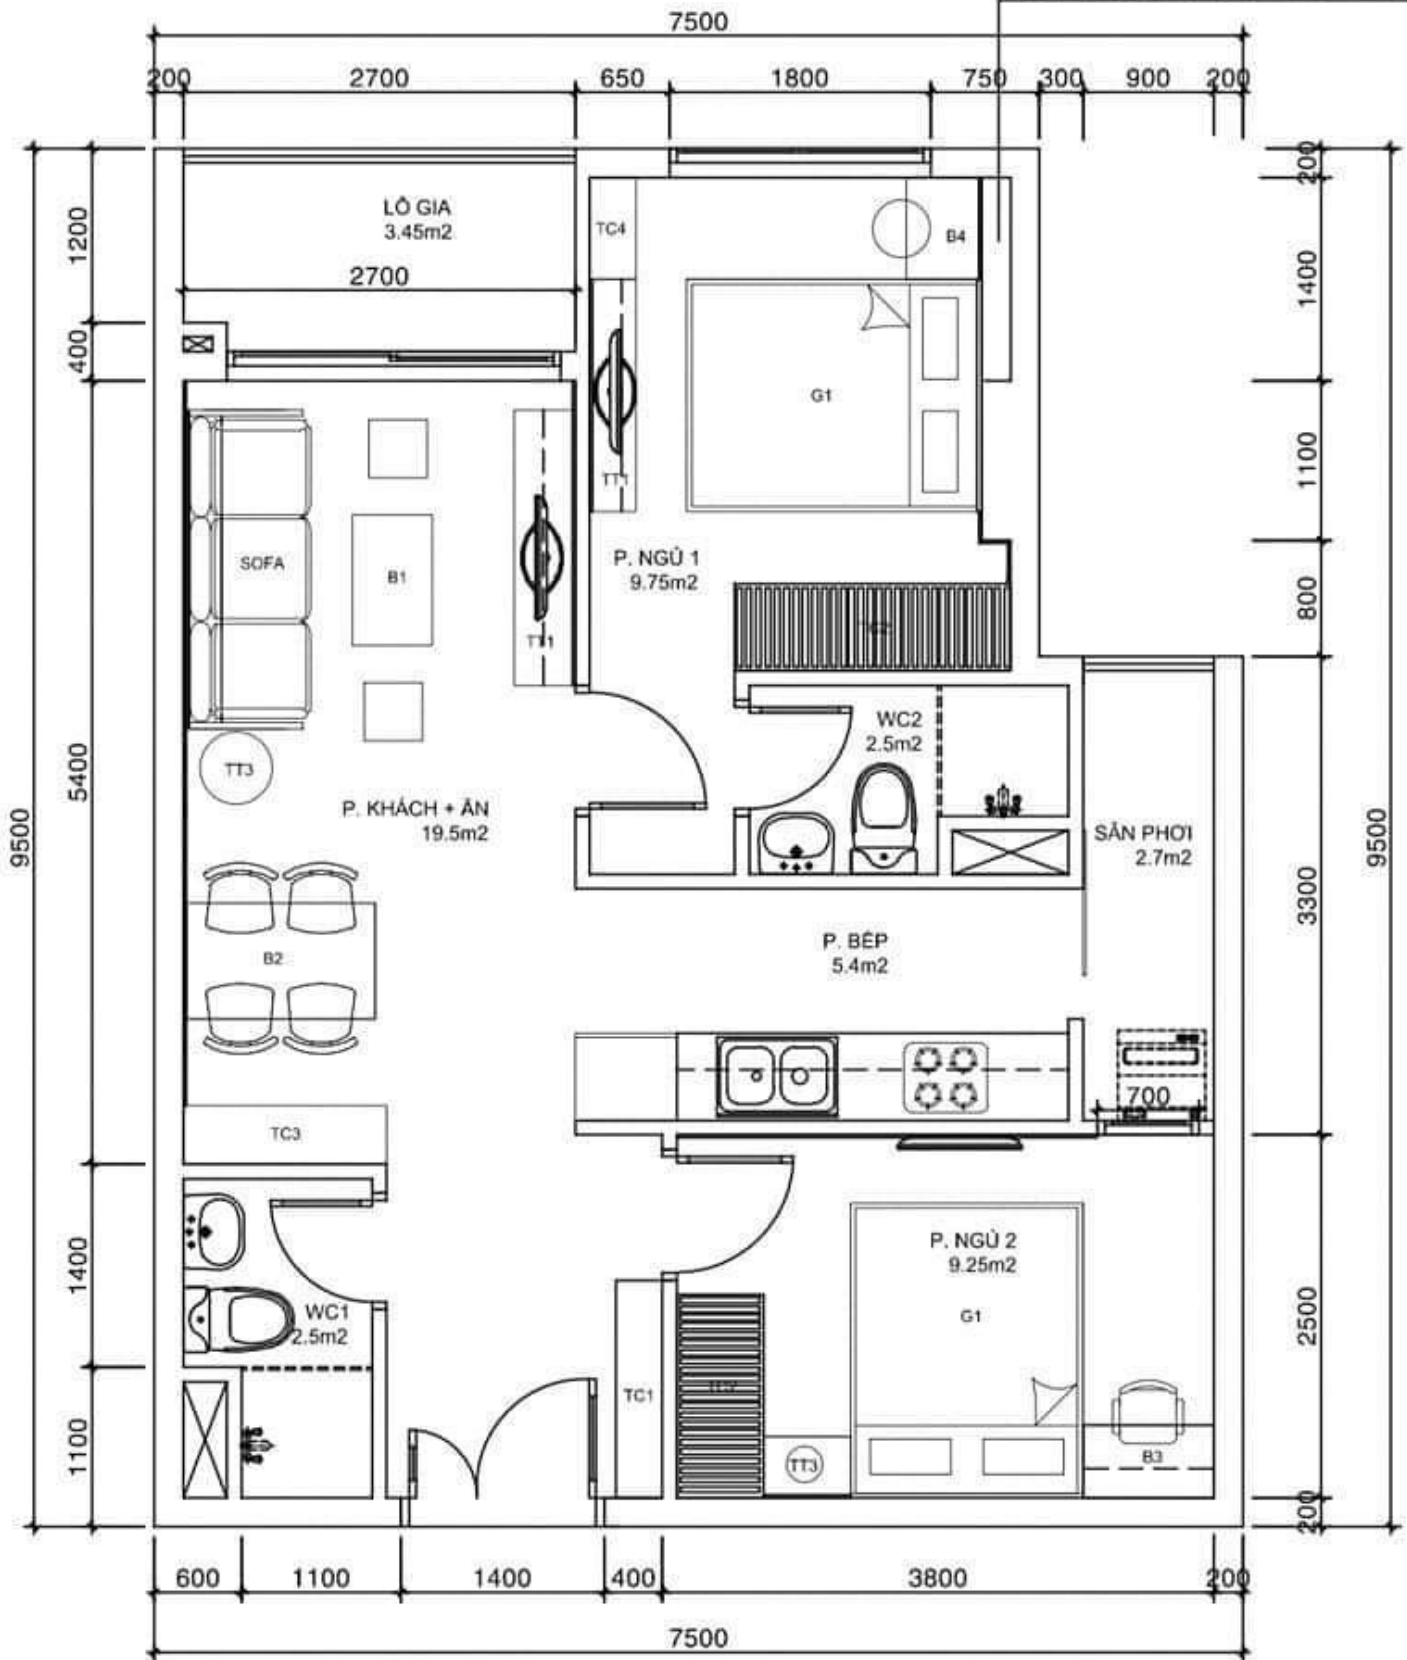 7500
200 2700 650 1800 750 300 900 200
LÔ GIA
3.45m2
2700
TC4
B4
G1
TT1
P. NGỦ 1
9.75m2
SOFA
B1
TT1
TT3
P. KHÁCH + ĂN
19.5m2
WC2
2.5m2
SÂN PHƠI
2.7m2
P. BẾP
5.4m2
B2
700
TC3
P. NGỦ 2
9.25m2
G1
WC1
2.5m2
TC1
TT3
B3
9500
1200
400
5400
1400
1100
200
1400
1100
800
3300
2500
200
9500
600 1100 1400 400 3800 200
7500